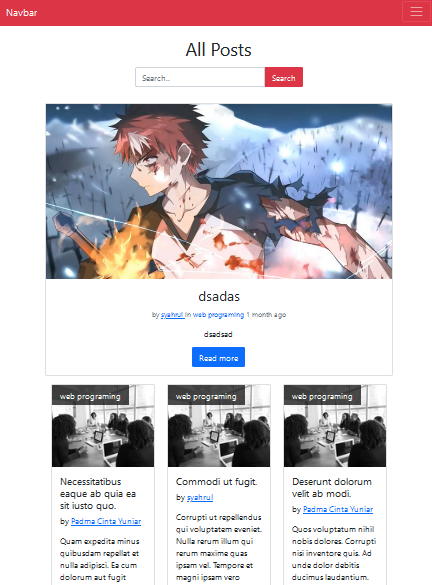 Navbar
All Posts
Search..
Search
dsadas
by syahrul in web programing 1 month ago
dsadsad
Read more
web programing
Necessitatibus
eaque ab quia ea
sit iusto quo.
by Padma Cinta Yuniar
Quam expedita minus
quibusdam repellat et
nulla adipisci. Ea cum
dolorum aut fugit
web programing
Commodi ut fugit.
by syahrul
Corrupti ut repellendus
qui voluptatem eveniet.
Nulla rerum illum qui
rerum maxime quas
ipsam vel. Tempore et
magni ipsam vero
web programing
Deserunt dolorum
velit ab modi.
by Padma Cinta Yuniar
Quos voluptatum nihil
nobis dolores. Corrupti
nisi inventore quis. Ad
unde dolor debitis
ducimus laudantium.